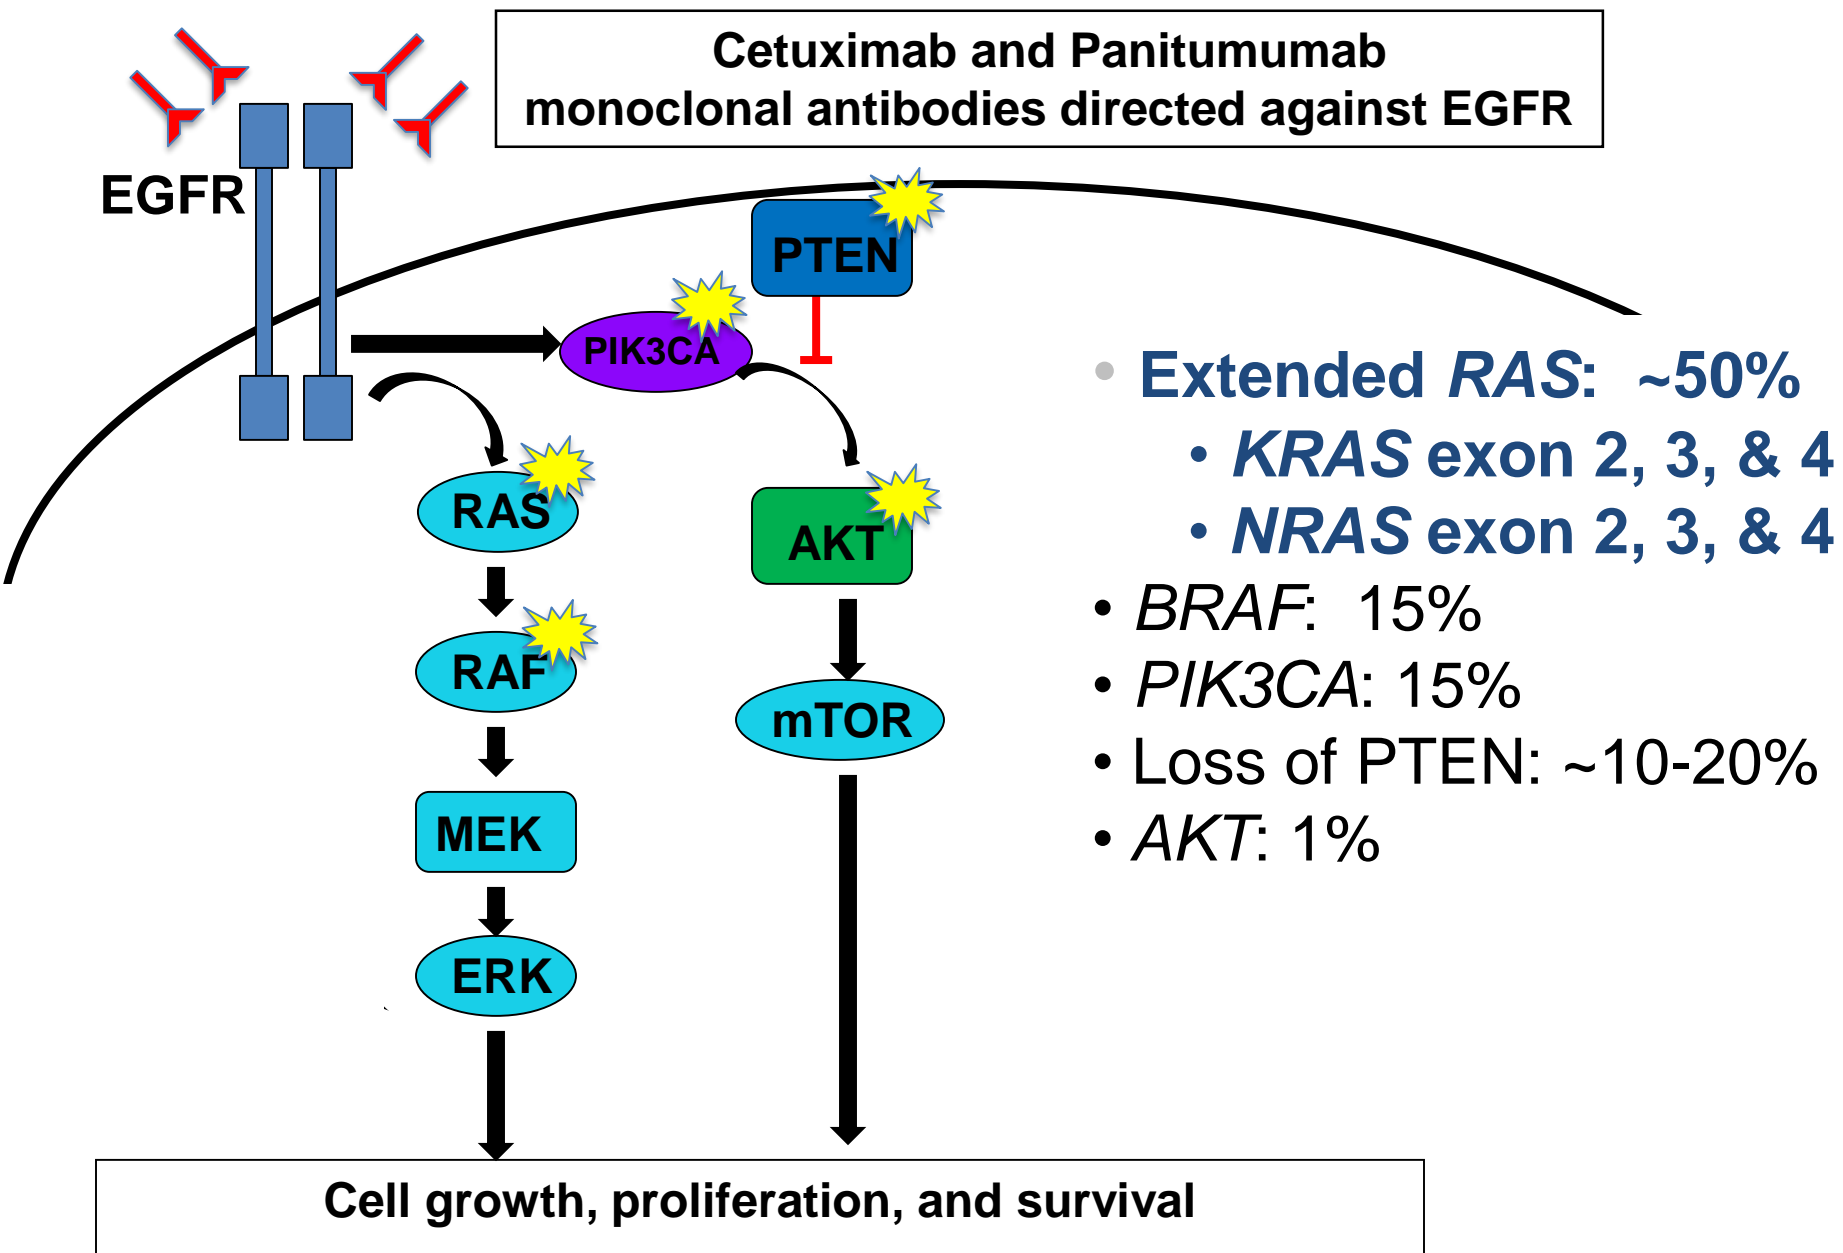 Cetuximab and Panitumumab
monoclonal antibodies directed against EGFR
EGFR
PTEN
PIK3CA
RAS
AKT
RAF
mTOR
MEK
ERK
• Extended RAS:  ~50%
• KRAS exon 2, 3, & 4
• NRAS exon 2, 3, & 4
• BRAF:  15%
• PIK3CA: 15%
• Loss of PTEN: ~10-20%
• AKT: 1%
Cell growth, proliferation, and survival